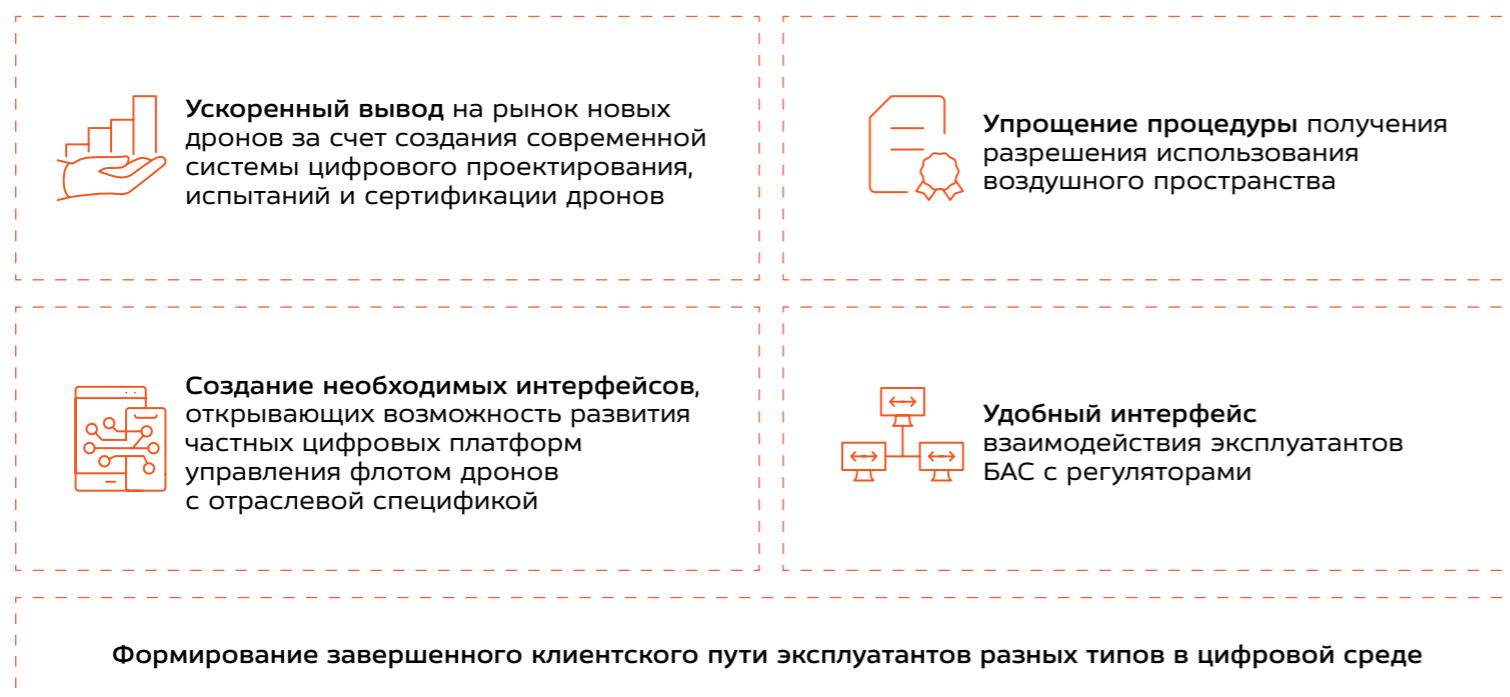 Ускоренный вывод на рынок новых
дронов за счет создания современной
системы цифрового проектирования,
испытаний и сертификации дронов
Упрощение процедуры получения
разрешения использования
воздушного пространства
Создание необходимых интерфейсов,
открывающих возможность развития
частных цифровых платформ
управления флотом дронов
с отраслевой спецификой
Удобный интерфейс
взаимодействия эксплуатантов
БАС с регуляторами
Формирование завершенного клиентского пути эксплуатантов разных типов в цифровой среде